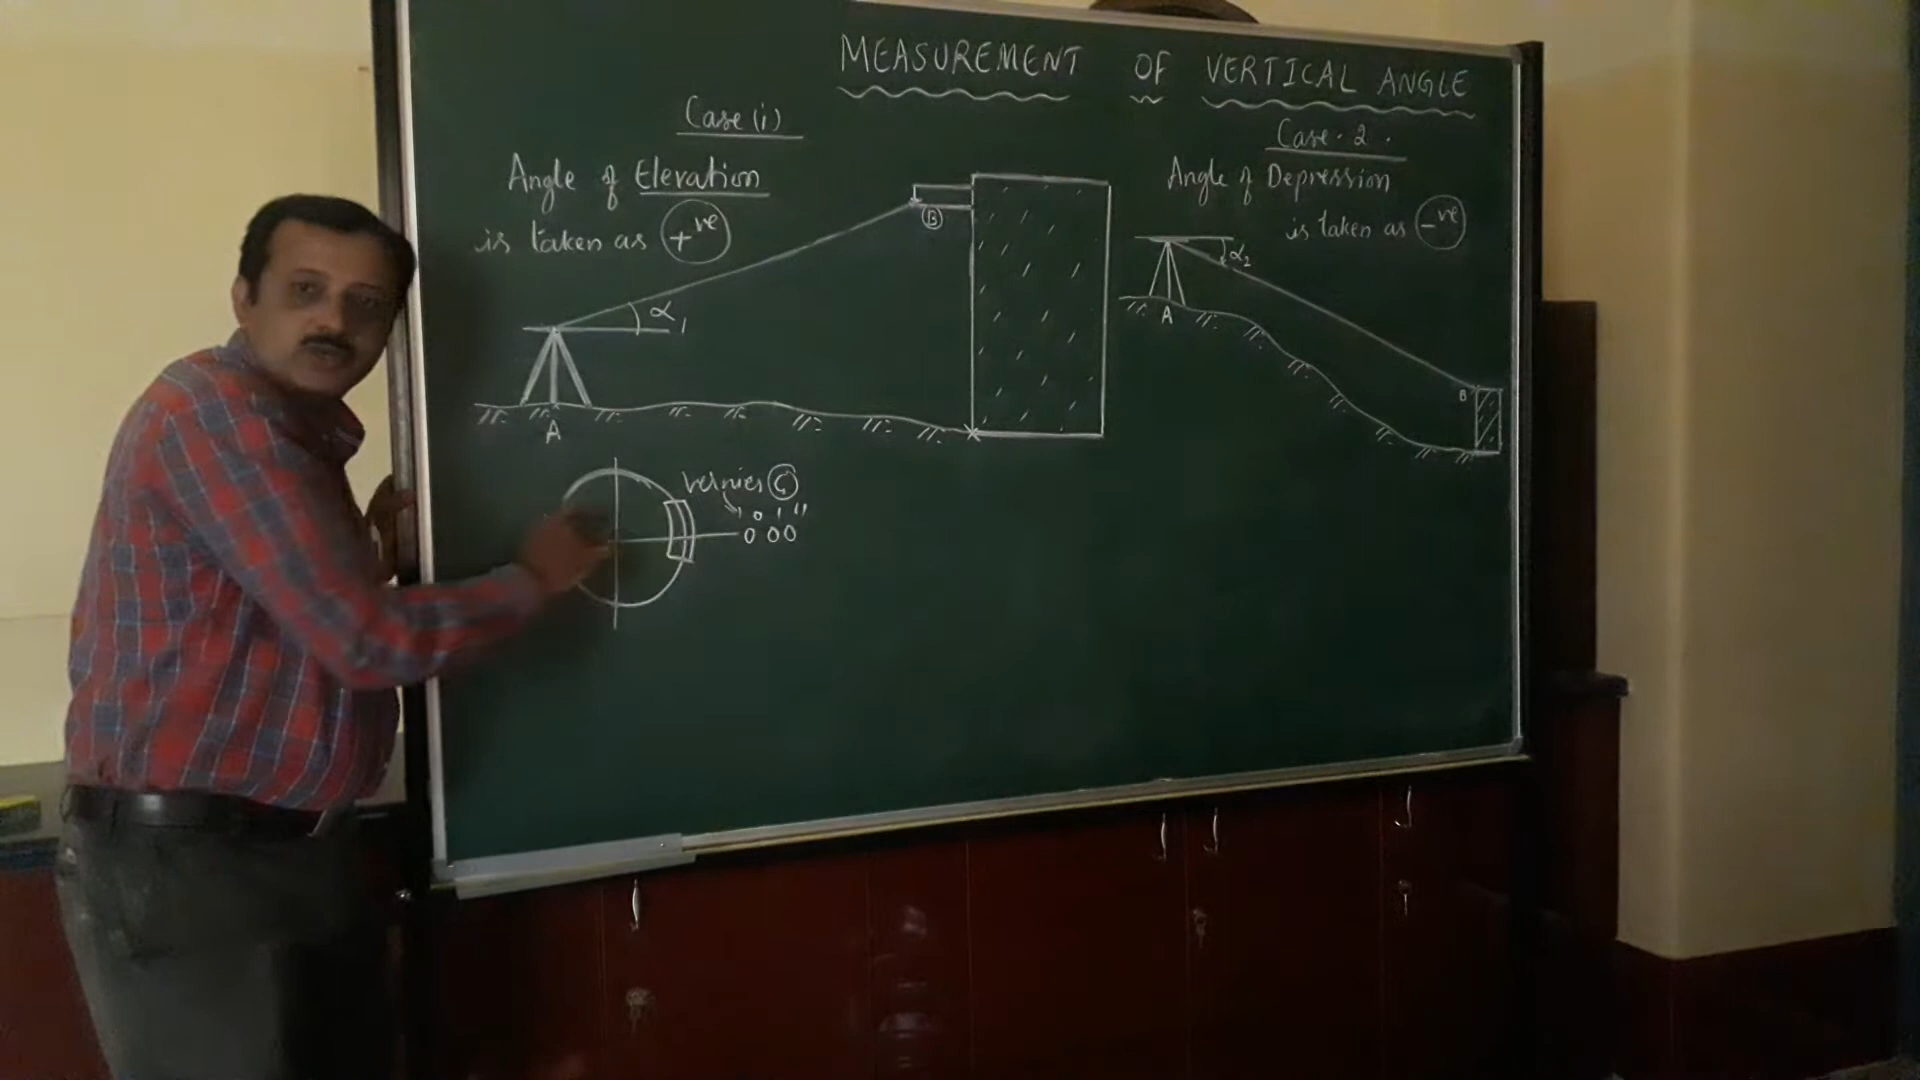 MEASUREMENT OF VERTICAL ANGLE
Case (i)
Angle of Elevation
is taken as +ve
B
α1
A
Case . 2 .
Angle of Depression
is taken as -ve
α2
A
B
Vernier C
0° 0' 0"